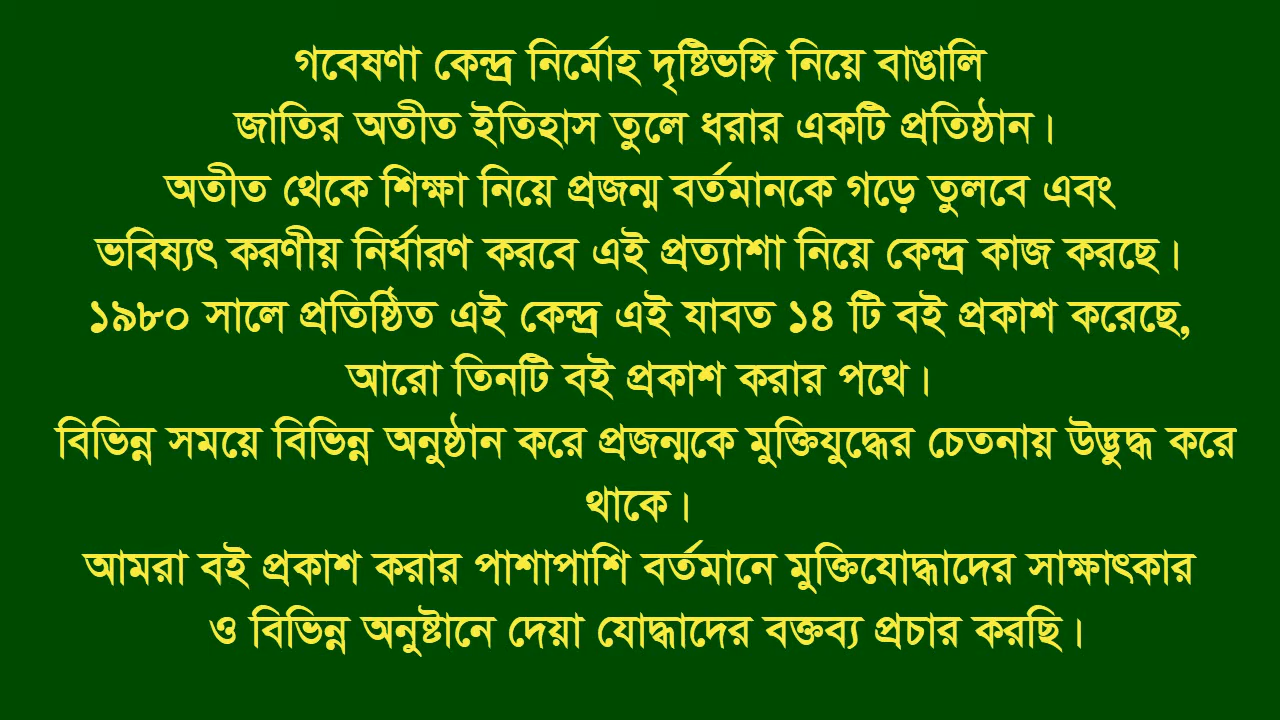 গবেষণা কেন্দ্র নির্মোহ দৃষ্টিভঙ্গি নিয়ে বাঙালি
জাতির অতীত ইতিহাস তুলে ধরার একটি প্রতিষ্ঠান।
অতীত থেকে শিক্ষা নিয়ে প্রজন্ম বর্তমানকে গড়ে তুলবে এবং
ভবিষ্যৎ করণীয় নির্ধারণ করবে এই প্রত্যাশা নিয়ে কেন্দ্র কাজ করছে।
১৯৮০ সালে প্রতিষ্ঠিত এই কেন্দ্র এই যাবত ১৪ টি বই প্রকাশ করেছে,
আরো তিনটি বই প্রকাশ করার পথে।
বিভিন্ন সময়ে বিভিন্ন অনুষ্ঠান করে প্রজন্মকে মুক্তিযুদ্ধের চেতনায় উদ্ভুদ্ধ করে
থাকে।
আমরা বই প্রকাশ করার পাশাপাশি বর্তমানে মুক্তিযোদ্ধাদের সাক্ষাৎকার
ও বিভিন্ন অনুষ্টানে দেয়া যোদ্ধাদের বক্তব্য প্রচার করছি।